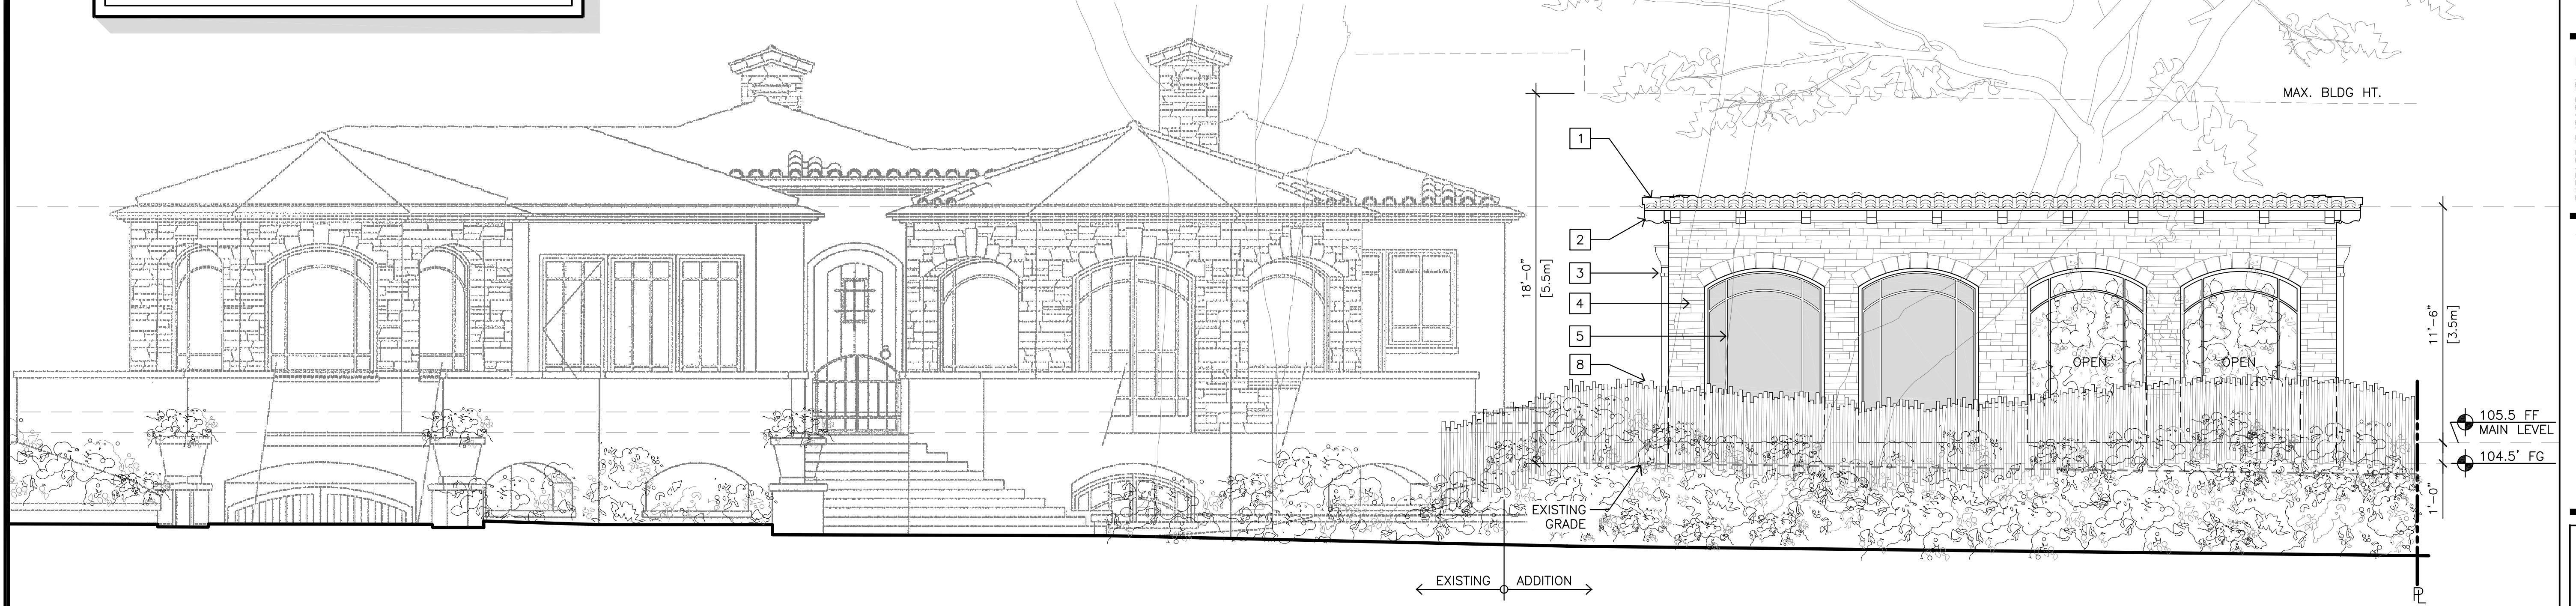 MAX. BLDG HT.
1
2
3
4
5
8
18'-0"
[5.5m]
OPEN
OPEN
11'-6"
[3.5m]
105.5 FF
MAIN LEVEL
104.5' FG
1'-0"
EXISTING
GRADE
EXISTING
ADDITION
PL